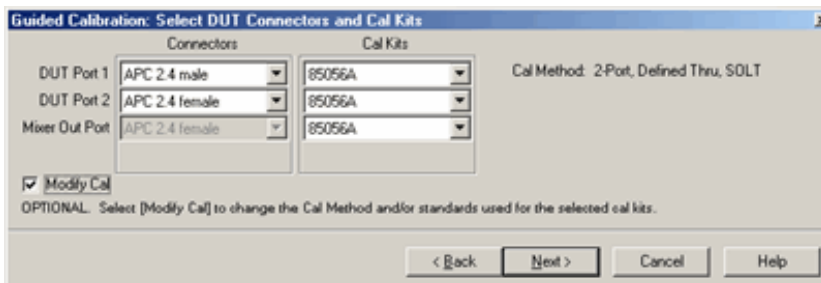 Guided Calibration: Select DUT Connectors and Cal Kits
Connectors Cal Kits
DUT Port 1 APC 2.4 male 85056A Cal Method: 2-Port, Defined Thru, SOLT
DUT Port 2 APC 2.4 female 85056A
Mixer Out Port APC 2.4 female 85056A
Modify Cal
OPTIONAL. Select [Modify Cal] to change the Cal Method and/or standards used for the selected cal kits.
< Back Next > Cancel Help